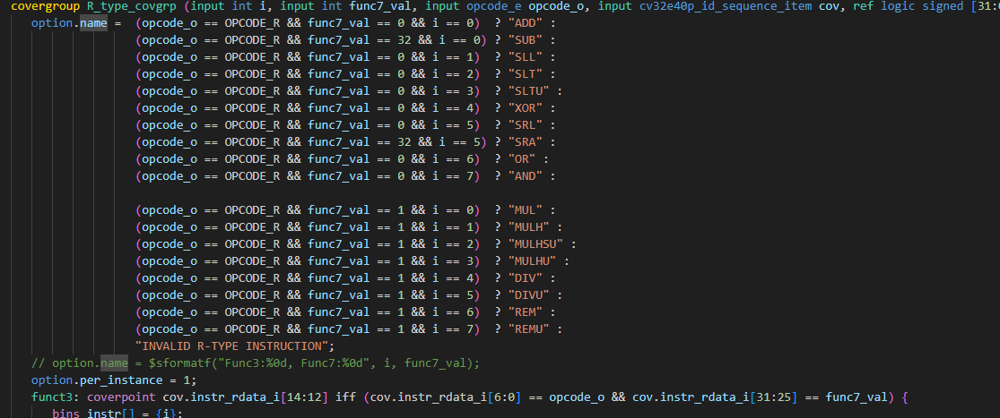 covergroup R_type_covgrp (input int i, input int func7_val, input opcode_e opcode_o, input cv32e40p_id_sequence_item cov, ref logic signed [31:
option.name =  (opcode_o == OPCODE_R && func7_val == 0 && i == 0)  ? "ADD" :
(opcode_o == OPCODE_R && func7_val == 32 && i == 0) ? "SUB" :
(opcode_o == OPCODE_R && func7_val == 0 && i == 1)  ? "SLL" :
(opcode_o == OPCODE_R && func7_val == 0 && i == 2)  ? "SLT" :
(opcode_o == OPCODE_R && func7_val == 0 && i == 3)  ? "SLTU" :
(opcode_o == OPCODE_R && func7_val == 0 && i == 4)  ? "XOR" :
(opcode_o == OPCODE_R && func7_val == 0 && i == 5)  ? "SRL" :
(opcode_o == OPCODE_R && func7_val == 32 && i == 5) ? "SRA" :
(opcode_o == OPCODE_R && func7_val == 0 && i == 6)  ? "OR" :
(opcode_o == OPCODE_R && func7_val == 0 && i == 7)  ? "AND" :
(opcode_o == OPCODE_R && func7_val == 1 && i == 0)  ? "MUL" :
(opcode_o == OPCODE_R && func7_val == 1 && i == 1)  ? "MULH" :
(opcode_o == OPCODE_R && func7_val == 1 && i == 2)  ? "MULHSU" :
(opcode_o == OPCODE_R && func7_val == 1 && i == 3)  ? "MULHU" :
(opcode_o == OPCODE_R && func7_val == 1 && i == 4)  ? "DIV" :
(opcode_o == OPCODE_R && func7_val == 1 && i == 5)  ? "DIVU" :
(opcode_o == OPCODE_R && func7_val == 1 && i == 6)  ? "REM" :
(opcode_o == OPCODE_R && func7_val == 1 && i == 7)  ? "REMU" :
"INVALID R-TYPE INSTRUCTION";
// option.name = $sformatf("Func3:%0d, Func7:%0d", i, func7_val);
option.per_instance = 1;
funct3: coverpoint cov.instr_rdata_i[14:12] iff (cov.instr_rdata_i[6:0] == opcode_o && cov.instr_rdata_i[31:25] == func7_val) {
bins instr[] = {i};